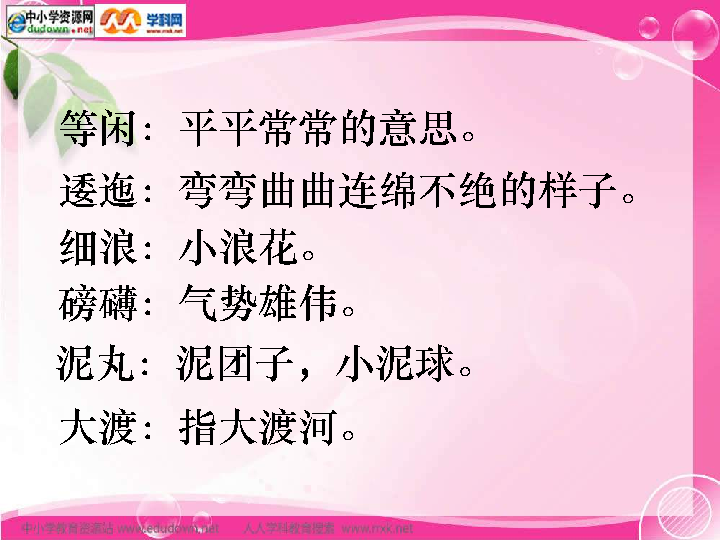 中小学资源网 学科网
dudown.net www.nxk.net
等闲：平平常常的意思。
逶迤：弯弯曲曲连绵不绝的样子。
细浪：小浪花。
磅礴：气势雄伟。
泥丸：泥团子，小泥球。
大渡：指大渡河。
中小学教育资源站 www.edudown.net 人人学科教育搜索 www.nxk.net